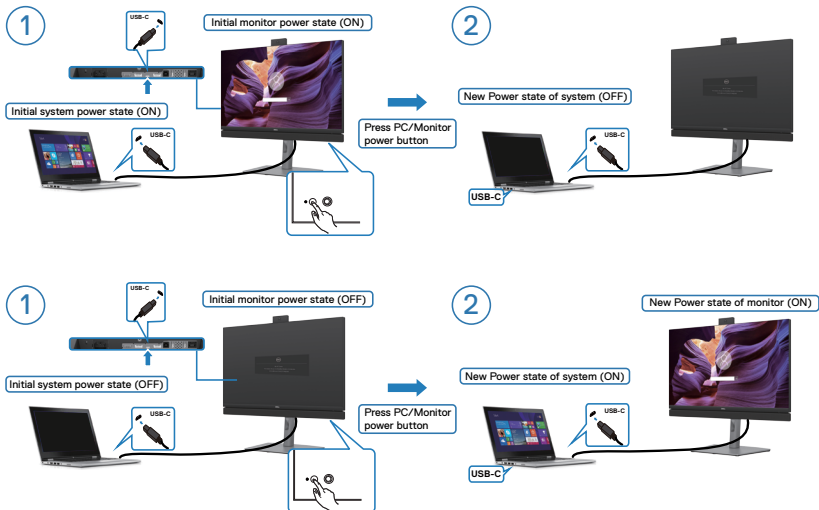 1
USB-C
Initial monitor power state (ON)
Initial system power state (ON)
USB-C
Press PC/Monitor
power button
2
New Power state of system (OFF)
USB-C
USB-C
1
USB-C
Initial monitor power state (OFF)
Initial system power state (OFF)
USB-C
Press PC/Monitor
power button
2
New Power state of monitor (ON)
New Power state of system (ON)
USB-C
USB-C